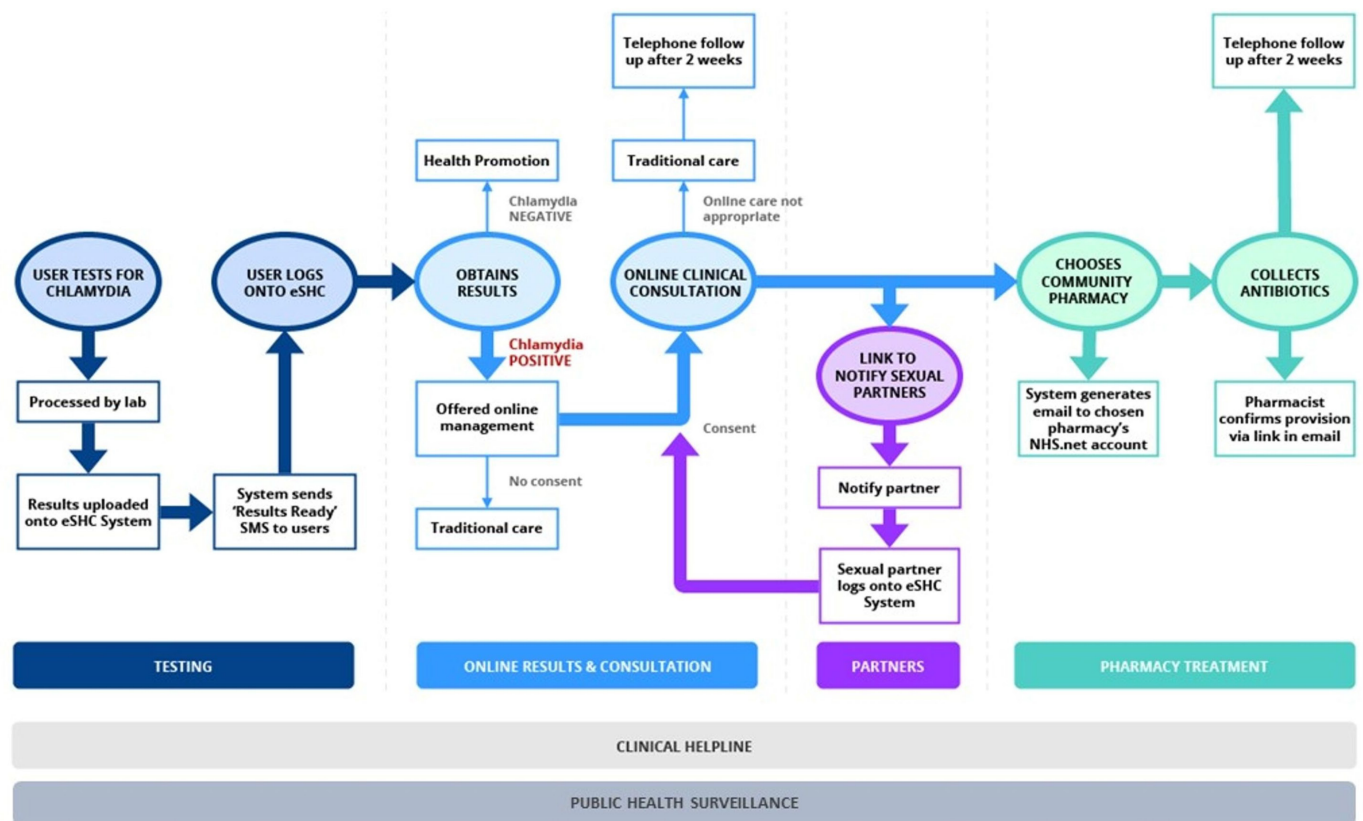 Telephone follow
up after 2 weeks
Telephone follow
up after 2 weeks
Health Promotion
Traditional care
Chlamydia
NEGATIVE
Online care not
appropriate
USER TESTS FOR
CHLAMYDIA
USER LOGS
ONTO eSHC
OBTAINS
RESULTS
ONLINE CLINICAL
CONSULTATION
CHOOSES
COMMUNITY
PHARMACY
COLLECTS
ANTIBIOTICS
Chlamydia
POSITIVE
LINK TO
NOTIFY SEXUAL
PARTNERS
Processed by lab
Offered online
management
Consent
System generates
email to chosen
pharmacy's
NHS.net account
Pharmacist
confirms provision
via link in email
No consent
Notify partner
Results uploaded
onto eSHC System
System sends
‘Results Ready’
SMS to users
Traditional care
Sexual partner
logs onto eSHC
System
TESTING
ONLINE RESULTS & CONSULTATION
PARTNERS
PHARMACY TREATMENT
CLINICAL HELPLINE
PUBLIC HEALTH SURVEILLANCE